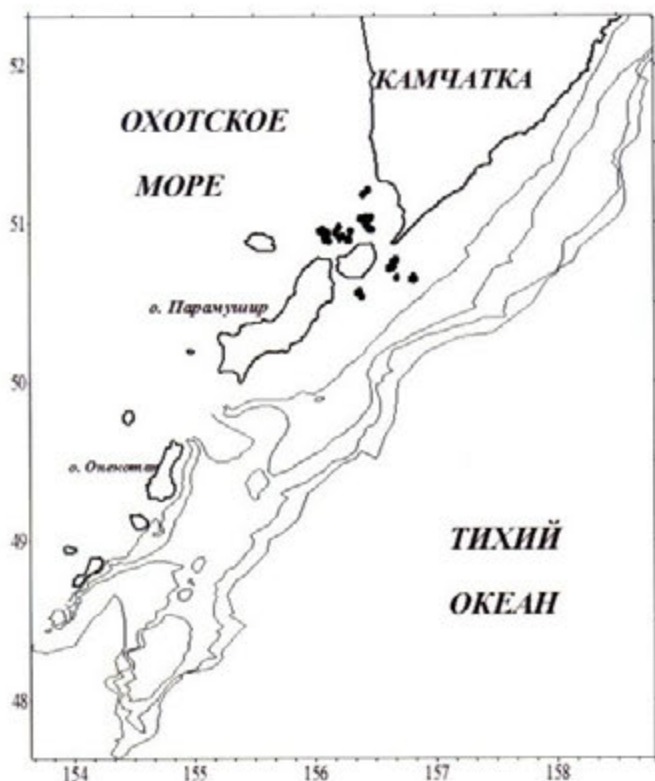 52
КАМЧАТКА
ОХОТСКОЕ
МОРЕ
51
о. Парамушир
50
о. Онекотан
49
ТИХИЙ
ОКЕАН
48
154 155 156 157 158